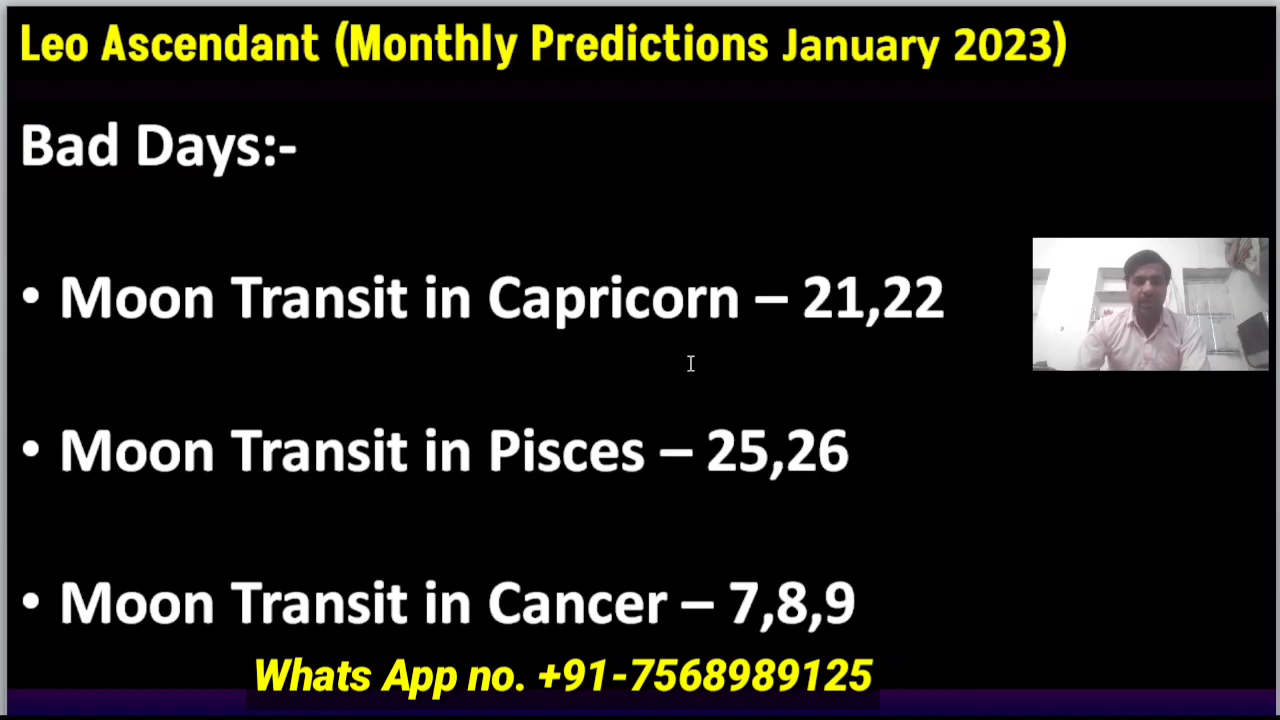 Leo Ascendant (Monthly Predictions January 2023)
Bad Days:-
• Moon Transit in Capricorn – 21,22
• Moon Transit in Pisces – 25,26
• Moon Transit in Cancer – 7,8,9
Whats App no. +91-7568989125